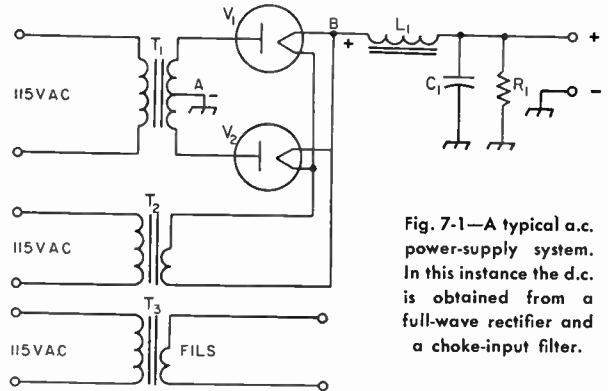 V1
B
L1
+
+
T1
115VAC
A
-
C1
R1
-
V2
T2
115VAC
T3
115VAC
FILS
Fig. 7-1—A typical a.c.
power-supply system.
In this instance the d.c.
is obtained from a
full-wave rectifier and
a choke-input filter.